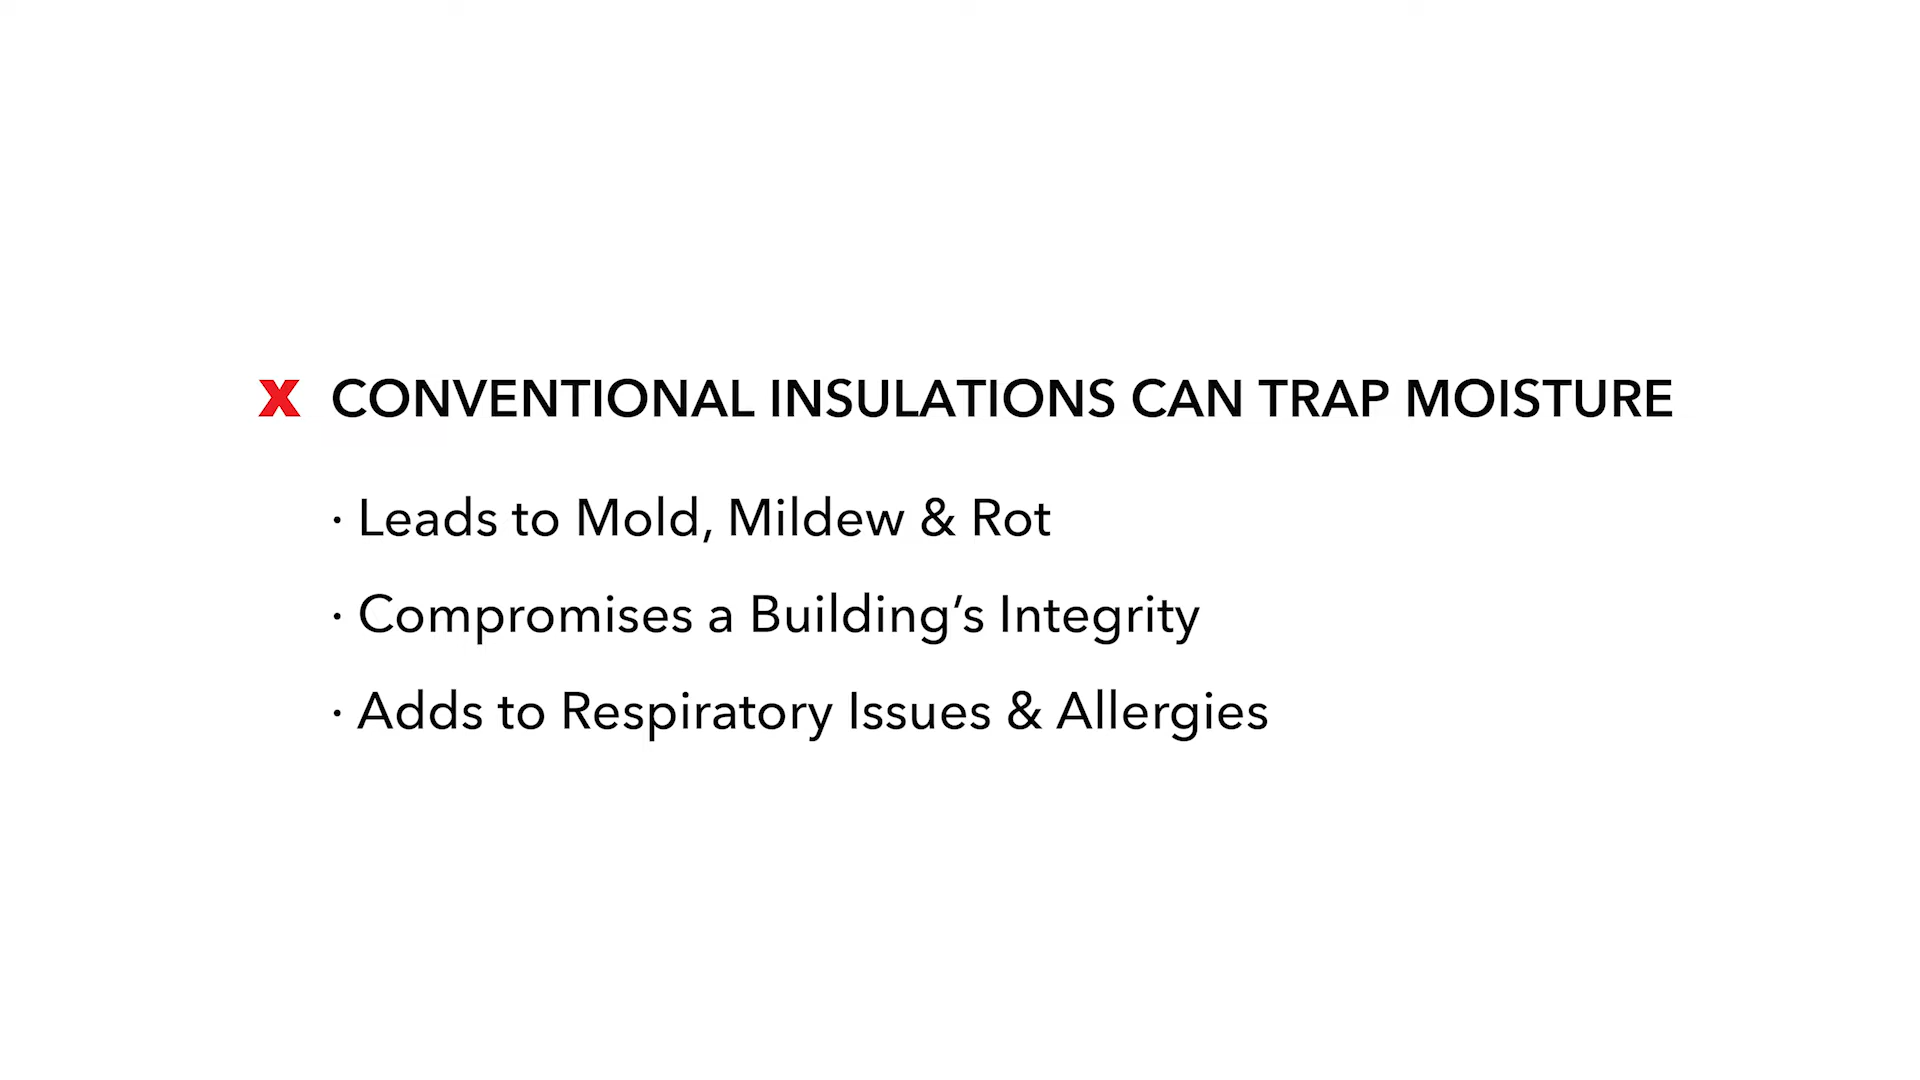 X CONVENTIONAL INSULATIONS CAN TRAP MOISTURE
· Leads to Mold, Mildew & Rot
· Compromises a Building’s Integrity
· Adds to Respiratory Issues & Allergies